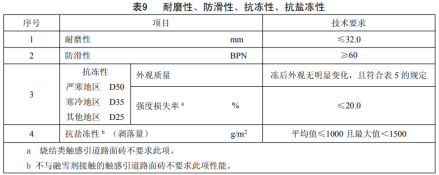 表9 耐磨性、防滑性、抗冻性、抗盐冻性
序号 项目 技术要求
1 耐磨性 mm ≤32.0
2 防滑性 BPN ≥60
3 抗冻性 严寒地区 D50 寒冷地区 D35 其他地区 D25
外观质量 冻后外观无明显变化，且符合表 5 的规定
强度损失率 a % ≤20.0
4 抗盐冻性 b （剥落量） g/m² 平均值≤1000 且最大值＜1500
a 烧结类触感引道路面砖不要求此项。
b 不与融雪剂接触的触感引道路面砖不要求此项性能。